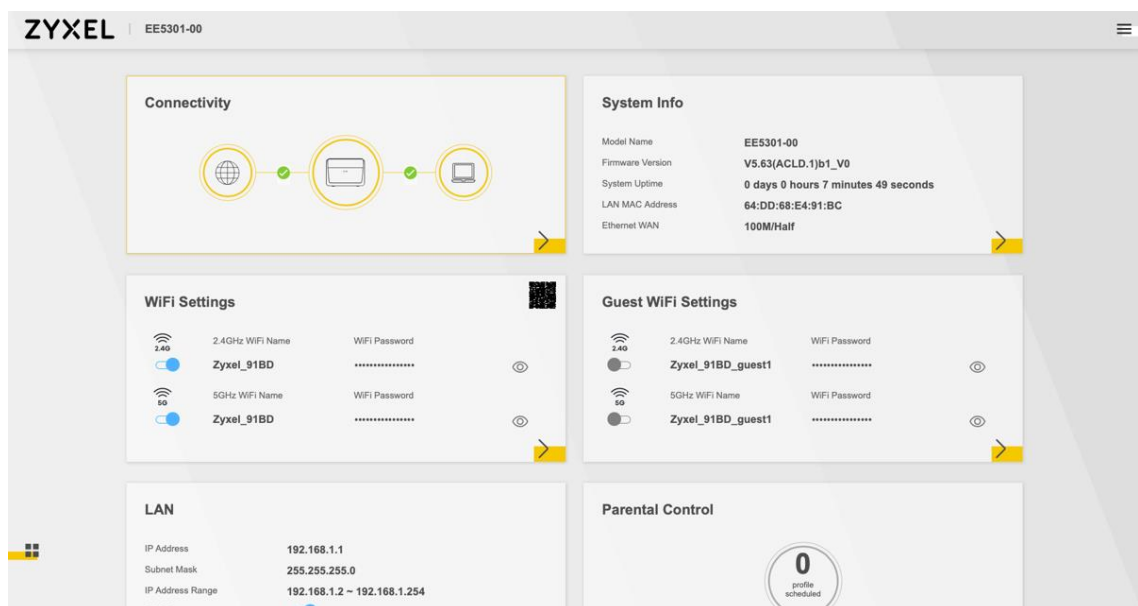 ZYXEL EE5301-00
Connectivity
System Info
Model Name EE5301-00
Firmware Version V5.63(ACLD.1)b1_V0
System Uptime 0 days 0 hours 7 minutes 49 seconds
LAN MAC Address 64:DD:68:E4:91:BC
Ethernet WAN 100M/Half
WiFi Settings
2.4G 2.4GHz WiFi Name WiFi Password
Zyxel_91BD ••••••••••••••••
5G 5GHz WiFi Name WiFi Password
Zyxel_91BD ••••••••••••••••
Guest WiFi Settings
2.4G 2.4GHz WiFi Name WiFi Password
Zyxel_91BD_guest1 ••••••••••••••••
5G 5GHz WiFi Name WiFi Password
Zyxel_91BD_guest1 ••••••••••••••••
LAN
IP Address 192.168.1.1
Subnet Mask 255.255.255.0
IP Address Range 192.168.1.2 ~ 192.168.1.254
Parental Control
0
profile
scheduled